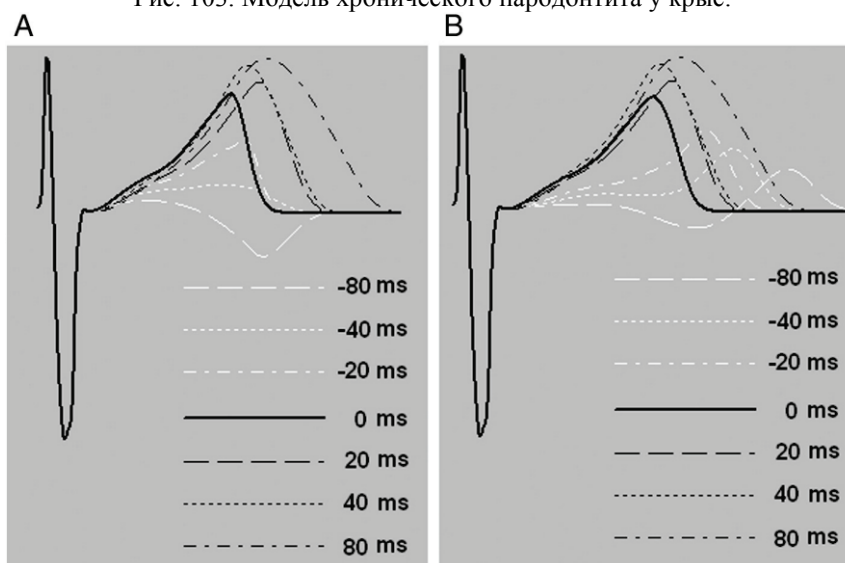 Рис. 103. Модель хронического пародонтита у крыс.
A
-80 ms
-40 ms
-20 ms
0 ms
20 ms
40 ms
80 ms
B
-80 ms
-40 ms
-20 ms
0 ms
20 ms
40 ms
80 ms